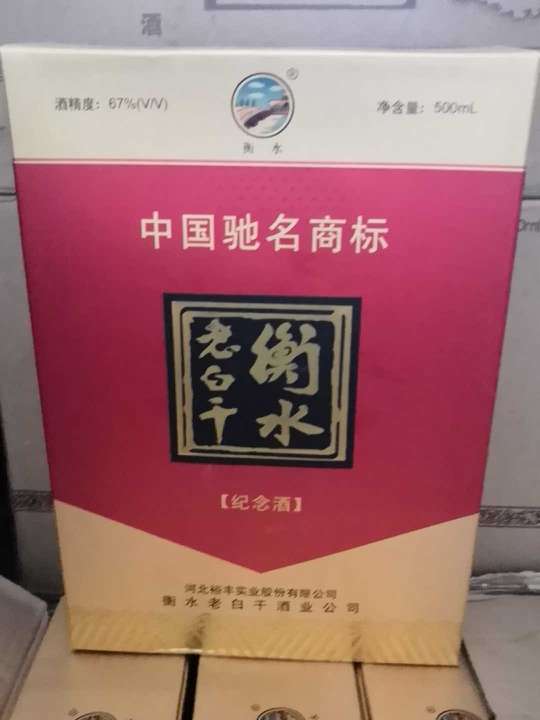 酒
酒精度：67%(V/V)
®
净含量：500mL
衡水
中国驰名商标
衡水
老白干
【纪念酒】
河北裕丰实业股份有限公司
衡水老白干酒业公司